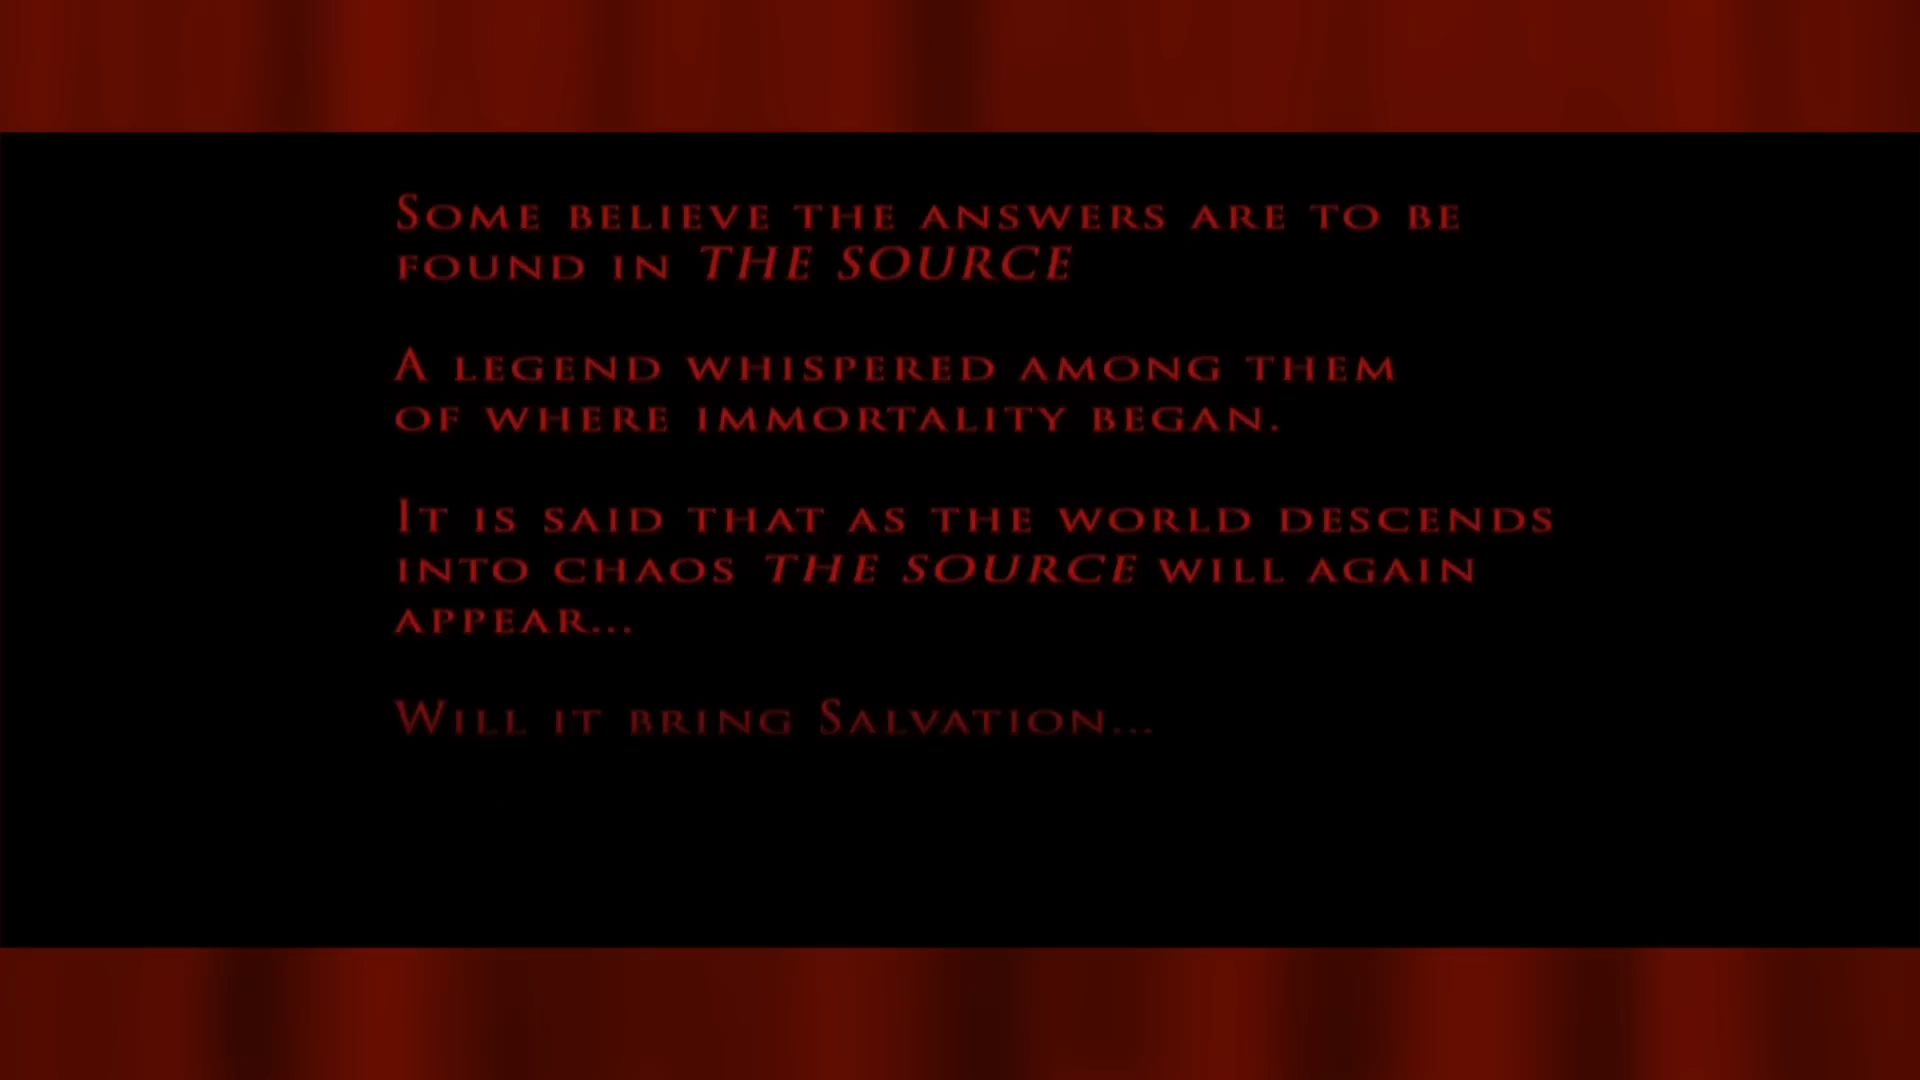 Some believe the answers are to be
found in THE SOURCE
A legend whispered among them
of where immortality began.
It is said that as the world descends
into chaos THE SOURCE will again
appear...
Will it bring Salvation...